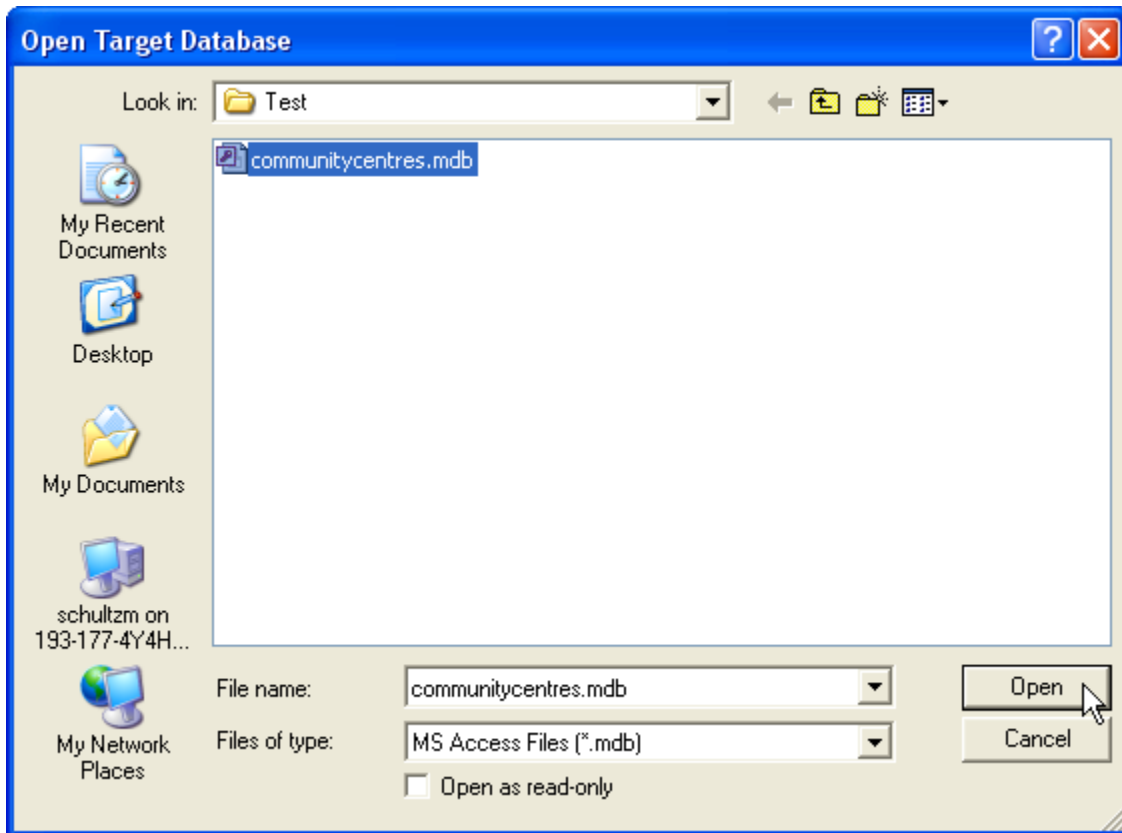 Open Target Database
Look in:
Test
communitycentres.mdb
My Recent
Documents
Desktop
My Documents
schultzm on
193-177-4Y4H...
My Network
Places
File name:
communitycentres.mdb
Open
Files of type:
MS Access Files (*.mdb)
Cancel
Open as read-only